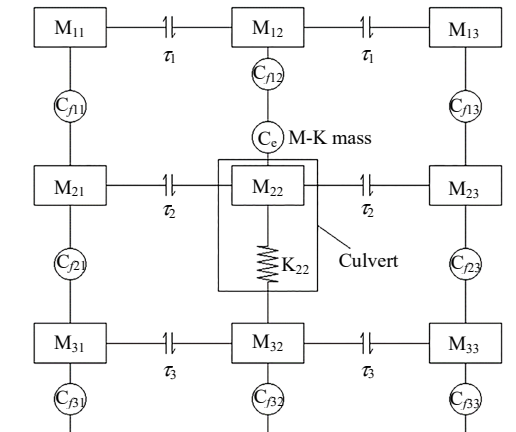 M₁₁ M₁₂ M₁₃
τ₁ τ₁
C𝑓₁₂
C𝑓₁₁ C𝑓₁₃
Cₑ M-K mass
M₂₁ M₂₂ M₂₃
τ₂ τ₂
C𝑓₂₁ K₂₂ Culvert C𝑓₂₃
M₃₁ M₃₂ M₃₃
τ₃ τ₃
C𝑓₃₁ C𝑓₃₂ C𝑓₃₃